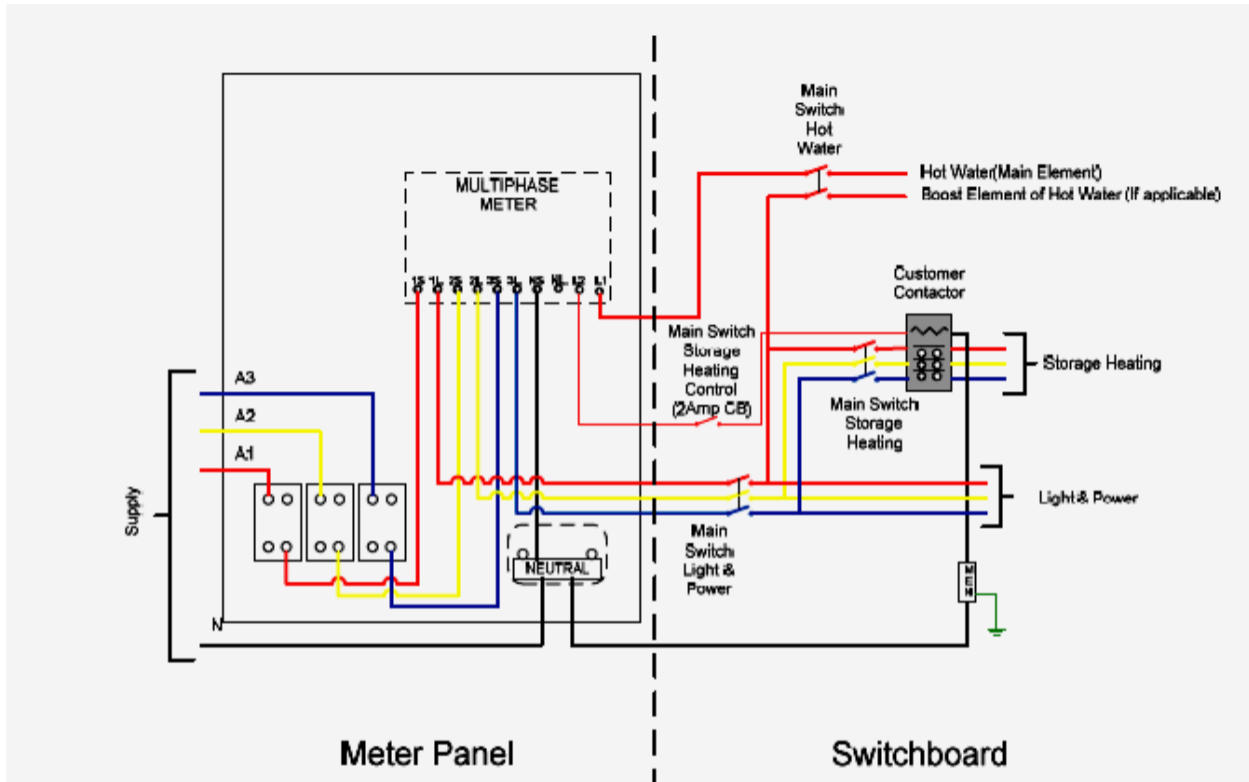 Main
Switch
Hot
Water
Hot Water(Main Element)
Boost Element of Hot Water (If applicable)
MULTIPHASE
METER
Customer
Contactor
Main Switch
Storage
Heating
Control
(2Amp CB)
Storage Heating
Main Switch
Storage
Heating
A3
A2
A1
Supply
Light & Power
Main
Switch
Light &
Power
NEUTRAL
MEN
N
Meter Panel
Switchboard